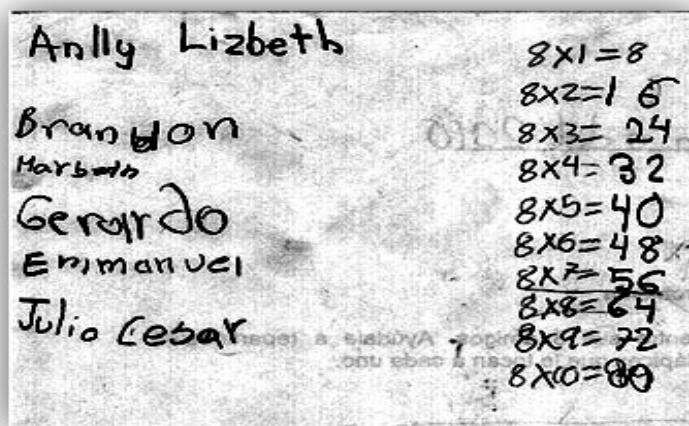 Anlly Lizbeth
Brandon
Gerardo
Emmanuel
Julio Cesar
8x1=8
8x2=16
8x3=24
8x4=32
8x5=40
8x6=48
8x7=56
8x8=64
8x9=72
8x10=80